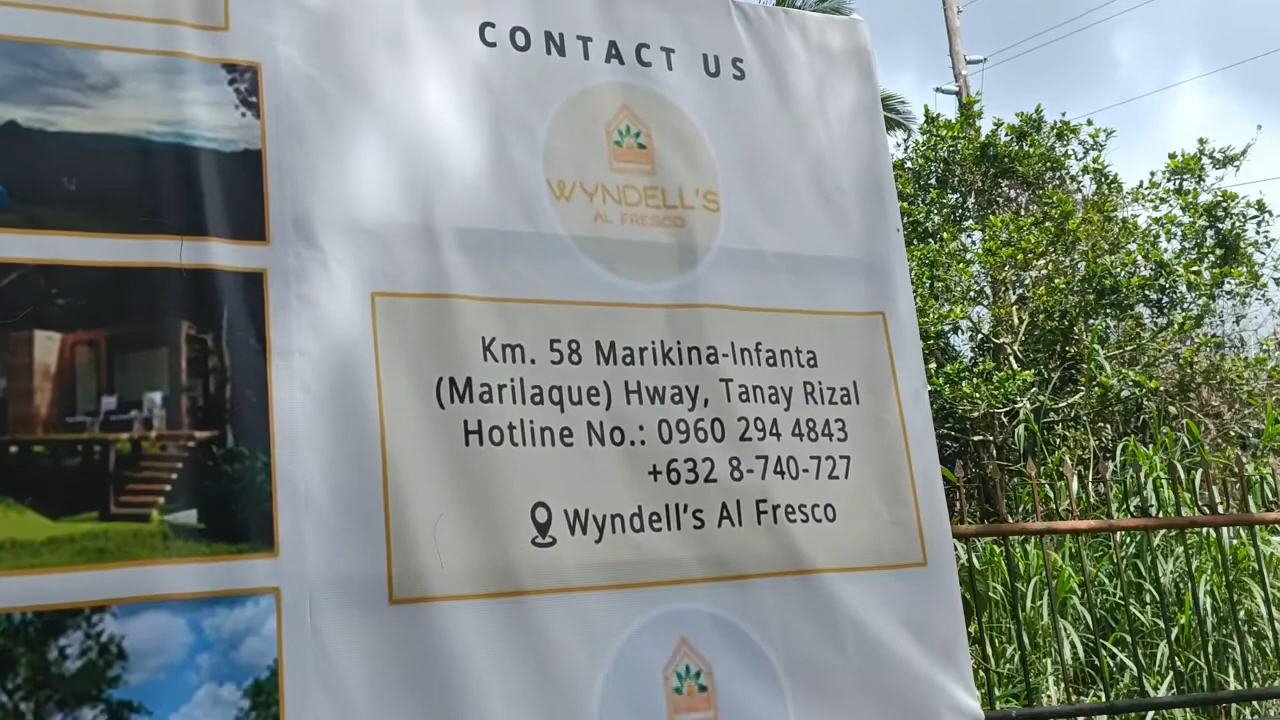 CONTACT US
WYNDELL'S
AL FRESCO
Km. 58 Marikina-Infanta
(Marilaque) Hway, Tanay Rizal
Hotline No.: 0960 294 4843
+632 8-740-727
Wyndell's Al Fresco